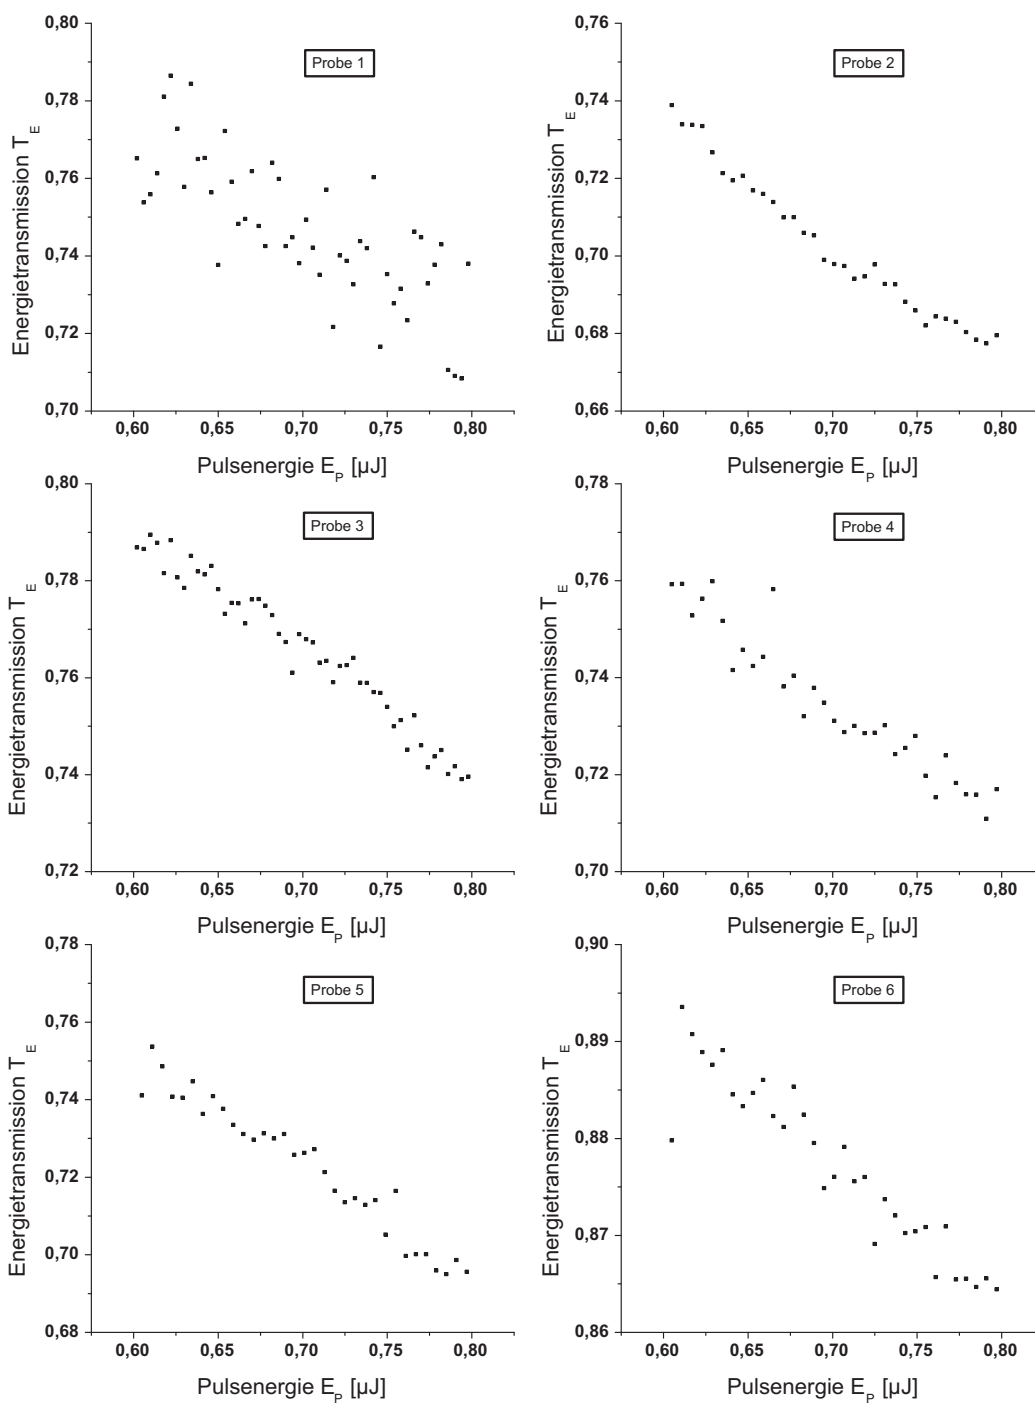 Probe 1
Energietransmission T_E
0,80
0,78
0,76
0,74
0,72
0,70
0,60 0,65 0,70 0,75 0,80
Pulsenergie E_P [µJ]
Probe 2
Energietransmission T_E
0,76
0,74
0,72
0,70
0,68
0,66
0,60 0,65 0,70 0,75 0,80
Pulsenergie E_P [µJ]
Probe 3
Energietransmission T_E
0,80
0,78
0,76
0,74
0,72
0,60 0,65 0,70 0,75 0,80
Pulsenergie E_P [µJ]
Probe 4
Energietransmission T_E
0,78
0,76
0,74
0,72
0,70
0,60 0,65 0,70 0,75 0,80
Pulsenergie E_P [µJ]
Probe 5
Energietransmission T_E
0,78
0,76
0,74
0,72
0,70
0,68
0,60 0,65 0,70 0,75 0,80
Pulsenergie E_P [µJ]
Probe 6
Energietransmission T_E
0,90
0,89
0,88
0,87
0,86
0,60 0,65 0,70 0,75 0,80
Pulsenergie E_P [µJ]